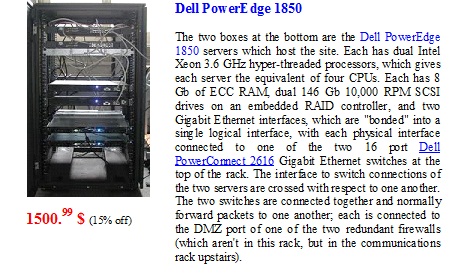 Dell PowerEdge 1850
The two boxes at the bottom are the Dell PowerEdge
1850 servers which host the site. Each has dual Intel
Xeon 3.6 GHz hyper-threaded processors, which gives
each server the equivalent of four CPUs. Each has 8
Gb of ECC RAM, dual 146 Gb 10,000 RPM SCSI
drives on an embedded RAID controller, and two
Gigabit Ethernet interfaces, which are "bonded" into a
single logical interface, with each physical interface
connected to one of the two 16 port Dell
PowerConnect 2616 Gigabit Ethernet switches at the
top of the rack. The interface to switch connections of
the two servers are crossed with respect to one another.
The two switches are connected together and normally
forward packets to one another; each is connected to
the DMZ port of one of the two redundant firewalls
(which aren't in this rack, but in the communications
rack upstairs).
1500.99 $ (15% off)